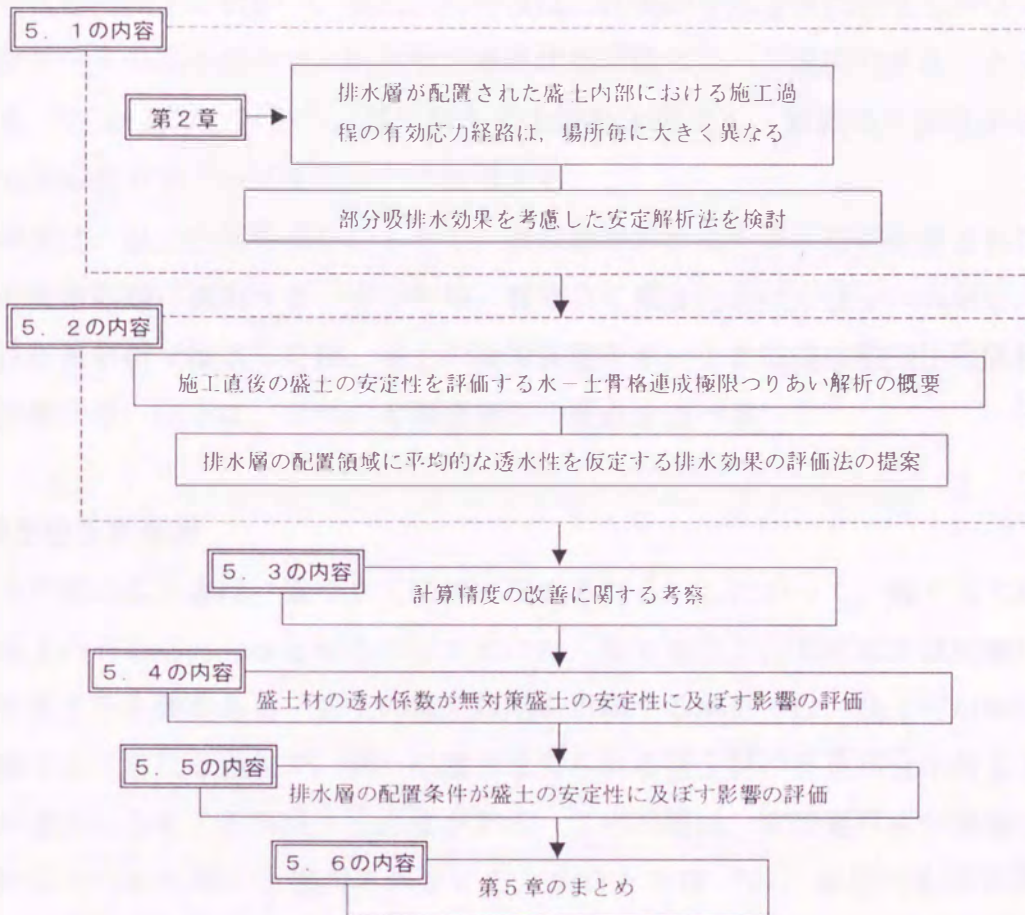 5．1の内容
第2章
排水層が配置された盛土内部における施工過
程の有効応力経路は、場所毎に大きく異なる
部分吸排水効果を考慮した安定解析法を検討
5．2の内容
施工直後の盛土の安定性を評価する水－土骨格連成極限つりあい解析の概要
排水層の配置領域に平均的な透水性を仮定する排水効果の評価法の提案
5．3の内容
計算精度の改善に関する考察
5．4の内容
盛土材の透水係数が無対策盛土の安定性に及ぼす影響の評価
5．5の内容
排水層の配置条件が盛土の安定性に及ぼす影響の評価
5．6の内容
第5章のまとめ